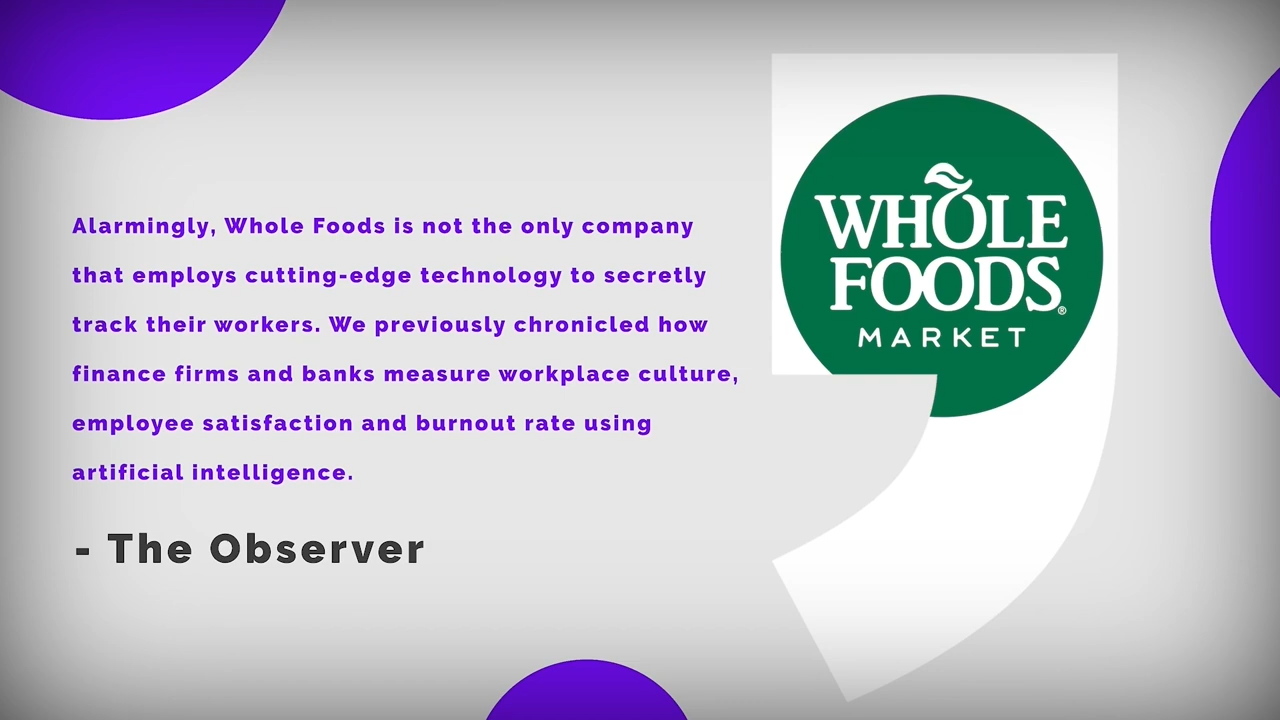 Alarmingly, Whole Foods is not the only company
that employs cutting-edge technology to secretly
track their workers. We previously chronicled how
finance firms and banks measure workplace culture,
employee satisfaction and burnout rate using
artificial intelligence.
- The Observer
WHOLE
FOODS®
MARKET